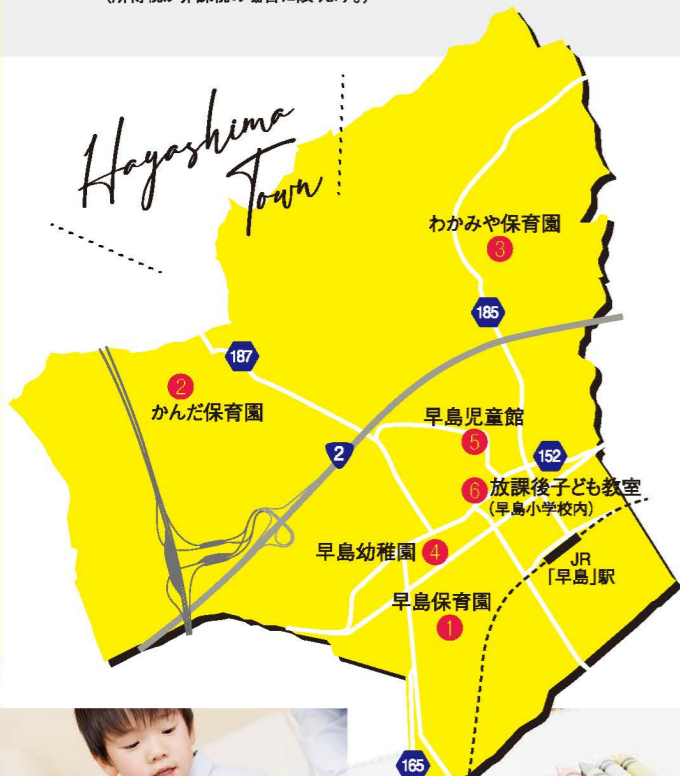 Hayashima
Town
わかみや保育園
3
185
187
2
かんだ保育園
早島児童館
5
2
152
6
放課後子ども教室
(早島小学校内)
早島幼稚園
4
JR
「早島」駅
早島保育園
1
165